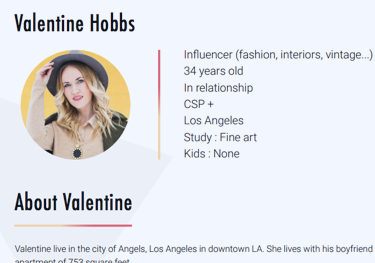 Valentine Hobbs
Influencer (fashion, interiors, vintage...)
34 years old
In relationship
CSP +
Los Angeles
Study : Fine art
Kids : None
About Valentine
Valentine live in the city of Angels, Los Angeles in downtown LA. She lives with his boyfriend
apartment of 753 square feet